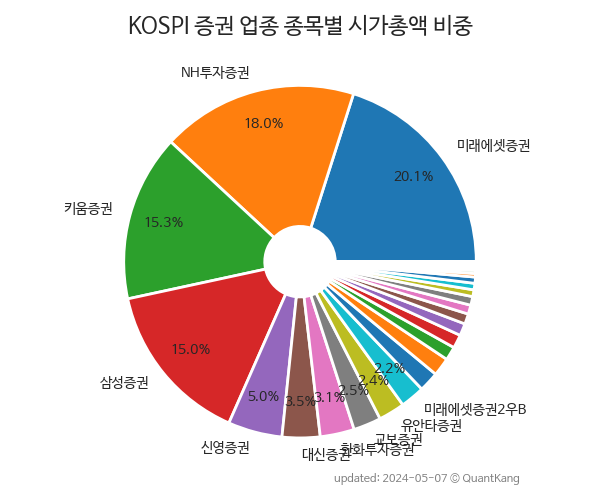 KOSPI 증권 업종 종목별 시가총액 비중
NH투자증권
18.0%
미래에셋증권
20.1%
키움증권
15.3%
15.0%
삼성증권
5.0%
3.5%
3.1%
2.5%
2.4%
2.2%
미래에셋증권2우B
유안타증권
교보증권
한화투자증권
대신증권
신영증권
updated: 2024-05-07 © QuantKang